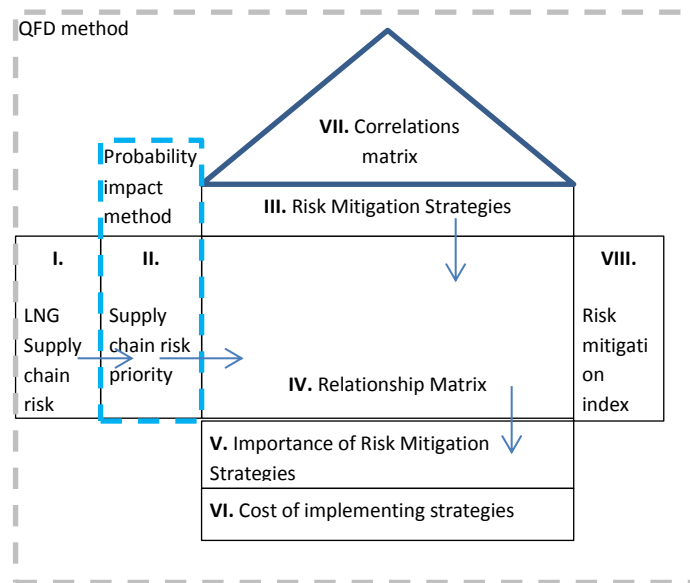 QFD method
VII. Correlations
matrix
Probability
impact
method
III. Risk Mitigation Strategies
I.
LNG
Supply
chain
risk
II.
Supply
chain risk
priority
IV. Relationship Matrix
VIII.
Risk
mitigati
on
index
V. Importance of Risk Mitigation
Strategies
VI. Cost of implementing strategies